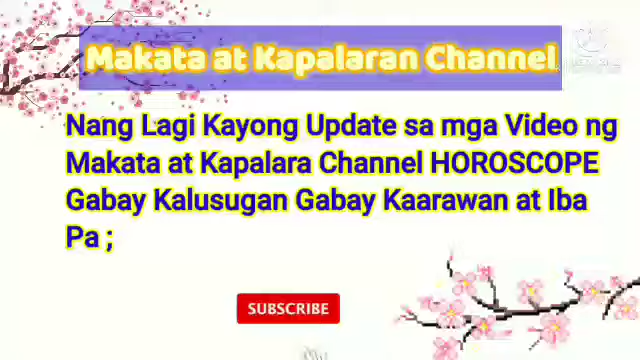 Makata at Kapalaran Channel
Nang Lagi Kayong Update sa mga Video ng
Makata at Kapalara Channel HOROSCOPE
Gabay Kalusugan Gabay Kaarawan at Iba
Pa ;
SUBSCRIBE